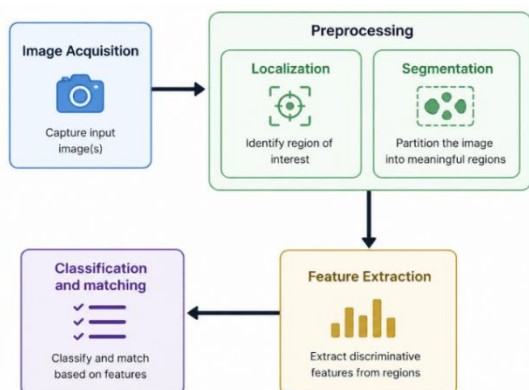 Image Acquisition
Capture input
image(s)
Preprocessing
Localization
Identify region of
interest
Segmentation
Partition the image
into meaningful regions
Feature Extraction
Extract discriminative
features from regions
Classification
and matching
Classify and match
based on features